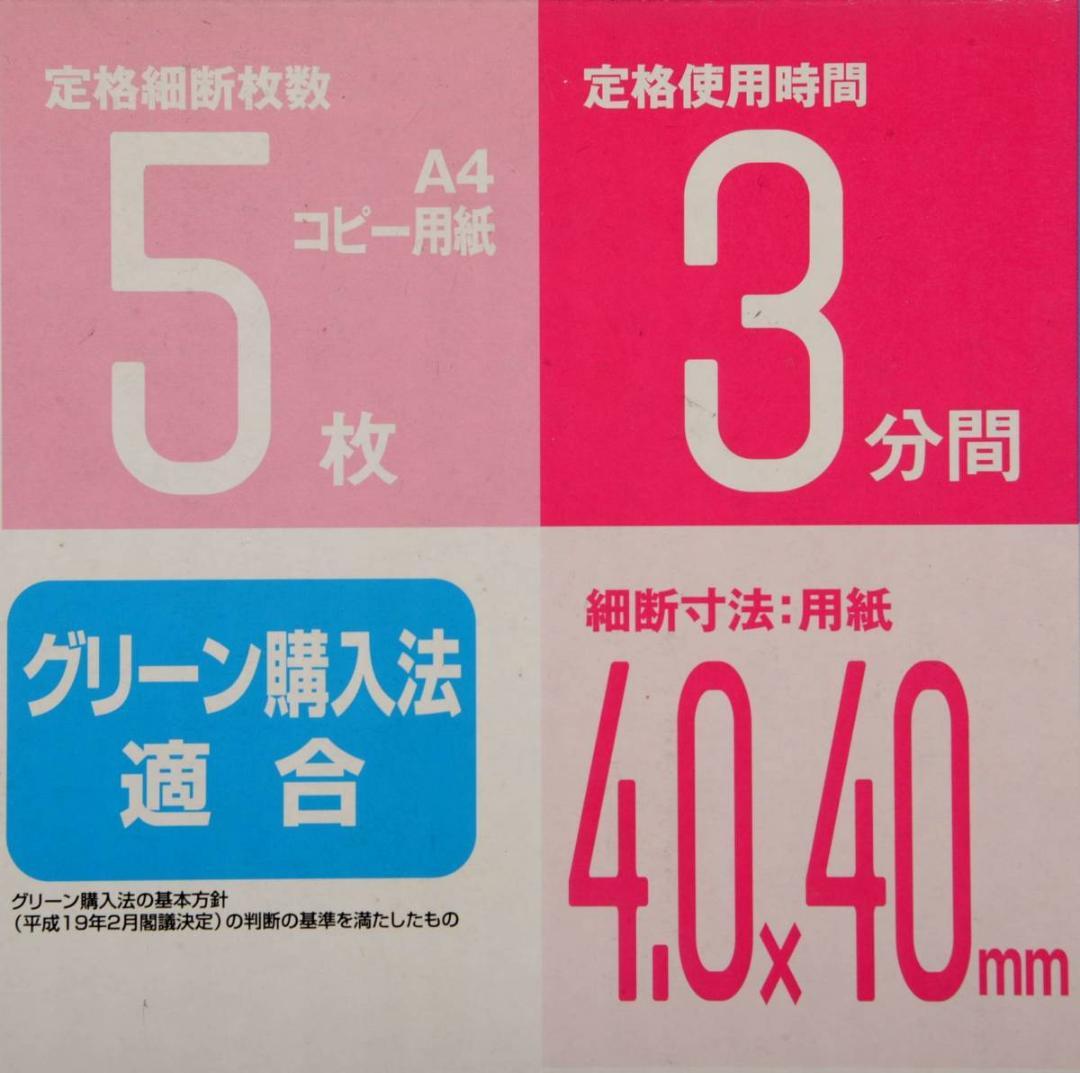 定格細断枚数
A4
コピー用紙
5枚
定格使用時間
3分間
グリーン購入法
適合
グリーン購入法の基本方針
(平成19年2月閣議決定)の判断の基準を満たしたもの
細断寸法:用紙
4.0x40mm